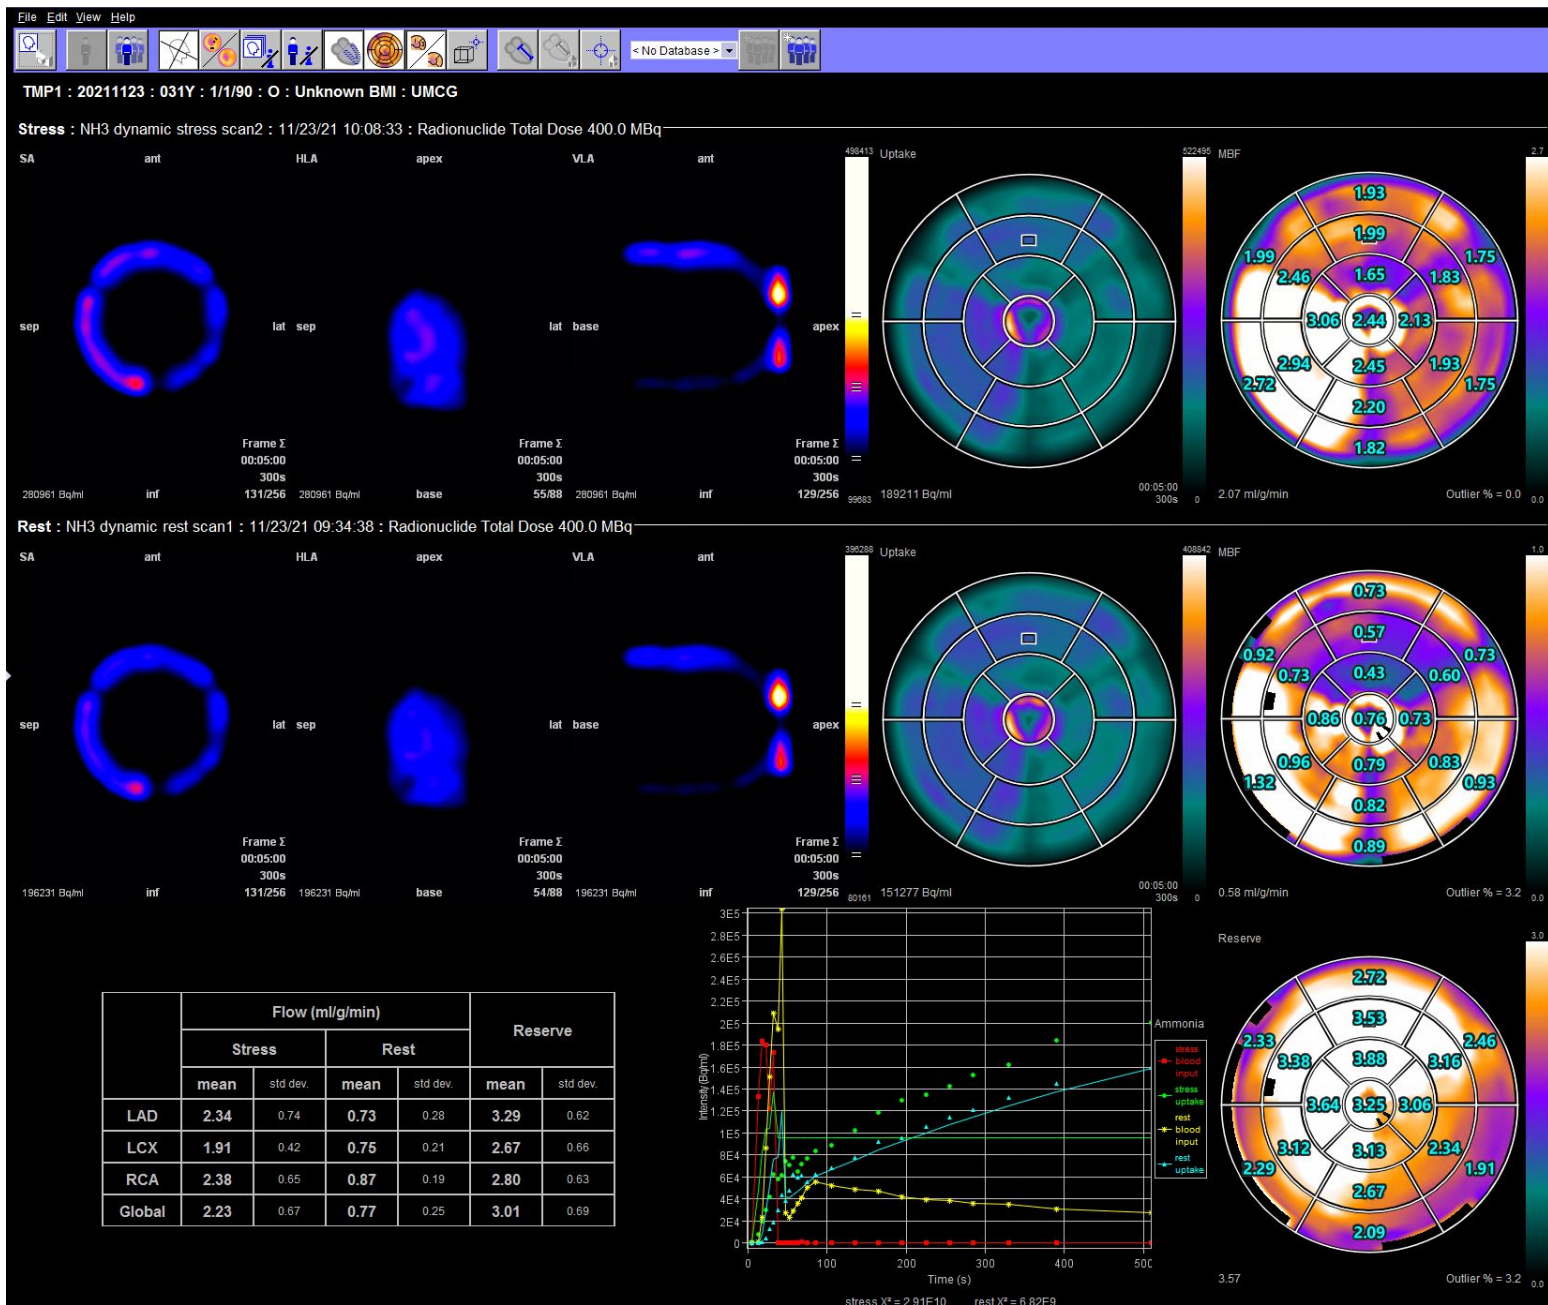 File Edit View Help
< No Database >
TMP1 : 20211123 : 031Y : 1/1/90 : O : Unknown BMI : UMCG
Stress : NH3 dynamic stress scan2 : 11/23/21 10:08:33 : Radionuclide Total Dose 400.0 MBq
SA ant HLA apex VLA ant 498413 Uptake 522495 MBF 2.7
sep lat sep lat base apex
Frame Σ Frame Σ Frame Σ
00:05:00 00:05:00 00:05:00
300s 300s 300s
280961 Bq/ml inf 131/256 280961 Bq/ml base 55/88 280961 Bq/ml inf 129/256
99683 189211 Bq/ml 00:05:00 300s 0
1.93
1.99
1.99 1.75
2.46 1.65 1.83
3.06 2.44 2.13
2.94 2.45 1.93
2.72 1.75
2.20
1.82
2.07 ml/g/min Outlier % = 0.0 0.0
Rest : NH3 dynamic rest scan1 : 11/23/21 09:34:38 : Radionuclide Total Dose 400.0 MBq
SA ant HLA apex VLA ant 396288 Uptake 408842 MBF 1.0
sep lat sep lat base apex
Frame Σ Frame Σ Frame Σ
00:05:00 00:05:00 00:05:00
300s 300s 300s
196231 Bq/ml inf 131/256 196231 Bq/ml base 54/88 196231 Bq/ml inf 129/256
80161 151277 Bq/ml 00:05:00 300s 0
0.73
0.57
0.92 0.73
0.73 0.43 0.60
0.86 0.76 0.73
0.96 0.79 0.83
1.32 0.93
0.82
0.89
0.58 ml/g/min Outlier % = 3.2 0.0
Flow (ml/g/min) Reserve
Stress Rest
mean std dev. mean std dev. mean std dev.
LAD 2.34 0.74 0.73 0.28 3.29 0.62
LCX 1.91 0.42 0.75 0.21 2.67 0.66
RCA 2.38 0.65 0.87 0.19 2.80 0.63
Global 2.23 0.67 0.77 0.25 3.01 0.69
3E5
2.8E5
2.6E5
2.4E5
2.2E5
2E5
1.8E5
1.6E5
1.4E5
1.2E5
1E5
8E4
6E4
4E4
2E4
0
Intensity (Bq/ml)
0 100 200 300 400 500
Time (s)
stress X² = 2.91E10 rest X² = 6.82E9
Ammonia
stress
blood
input
stress
uptake
rest
blood
input
rest
uptake
Reserve 3.0
2.72
3.53
2.33 2.46
3.38 3.88 3.16
3.64 3.25 3.06
3.12 3.13 2.34
2.29 1.91
2.67
2.09
3.57 Outlier % = 3.2 0.0